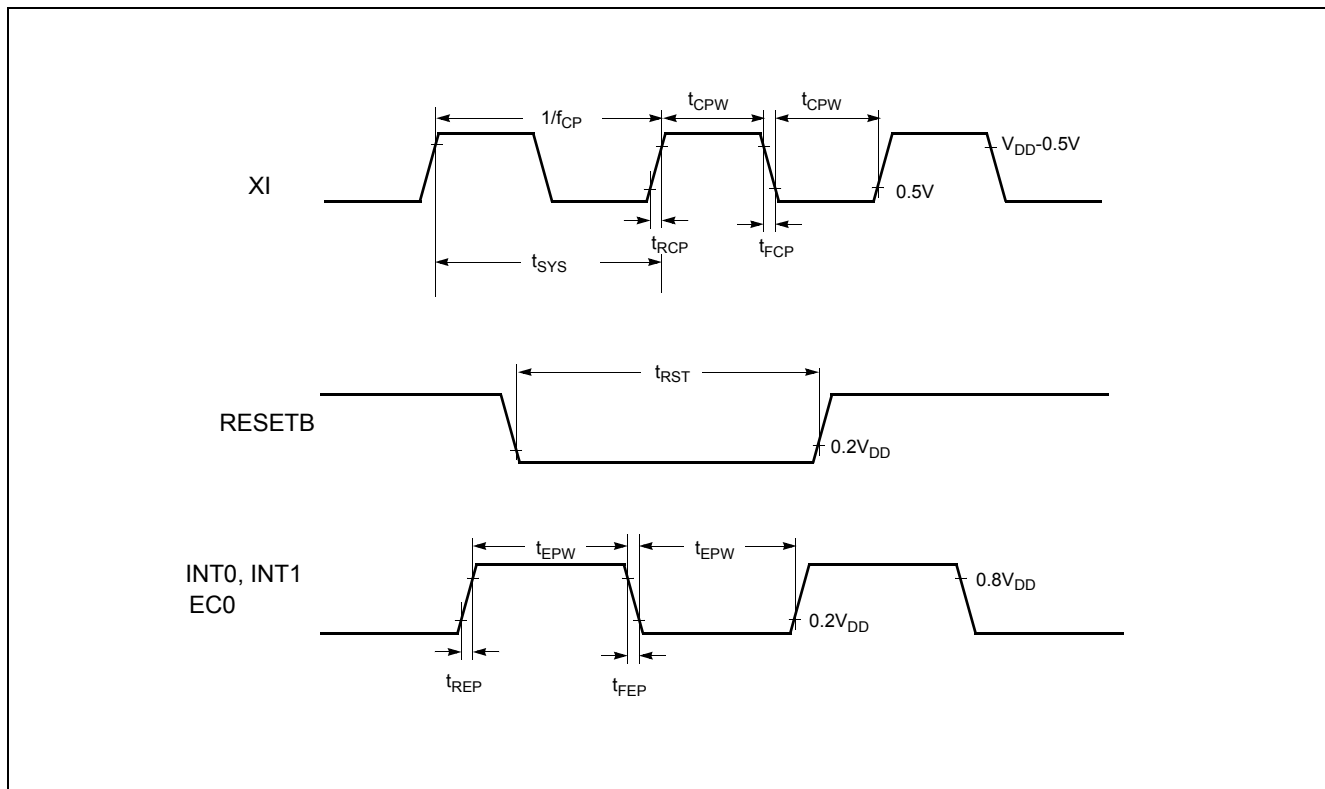 1/fCP
tCPW
tCPW
XI
VDD-0.5V
0.5V
tRCP
tFCP
tSYS
tRST
RESETB
0.2VDD
tEPW
tEPW
INT0, INT1
EC0
0.8VDD
0.2VDD
tREP
tFEP